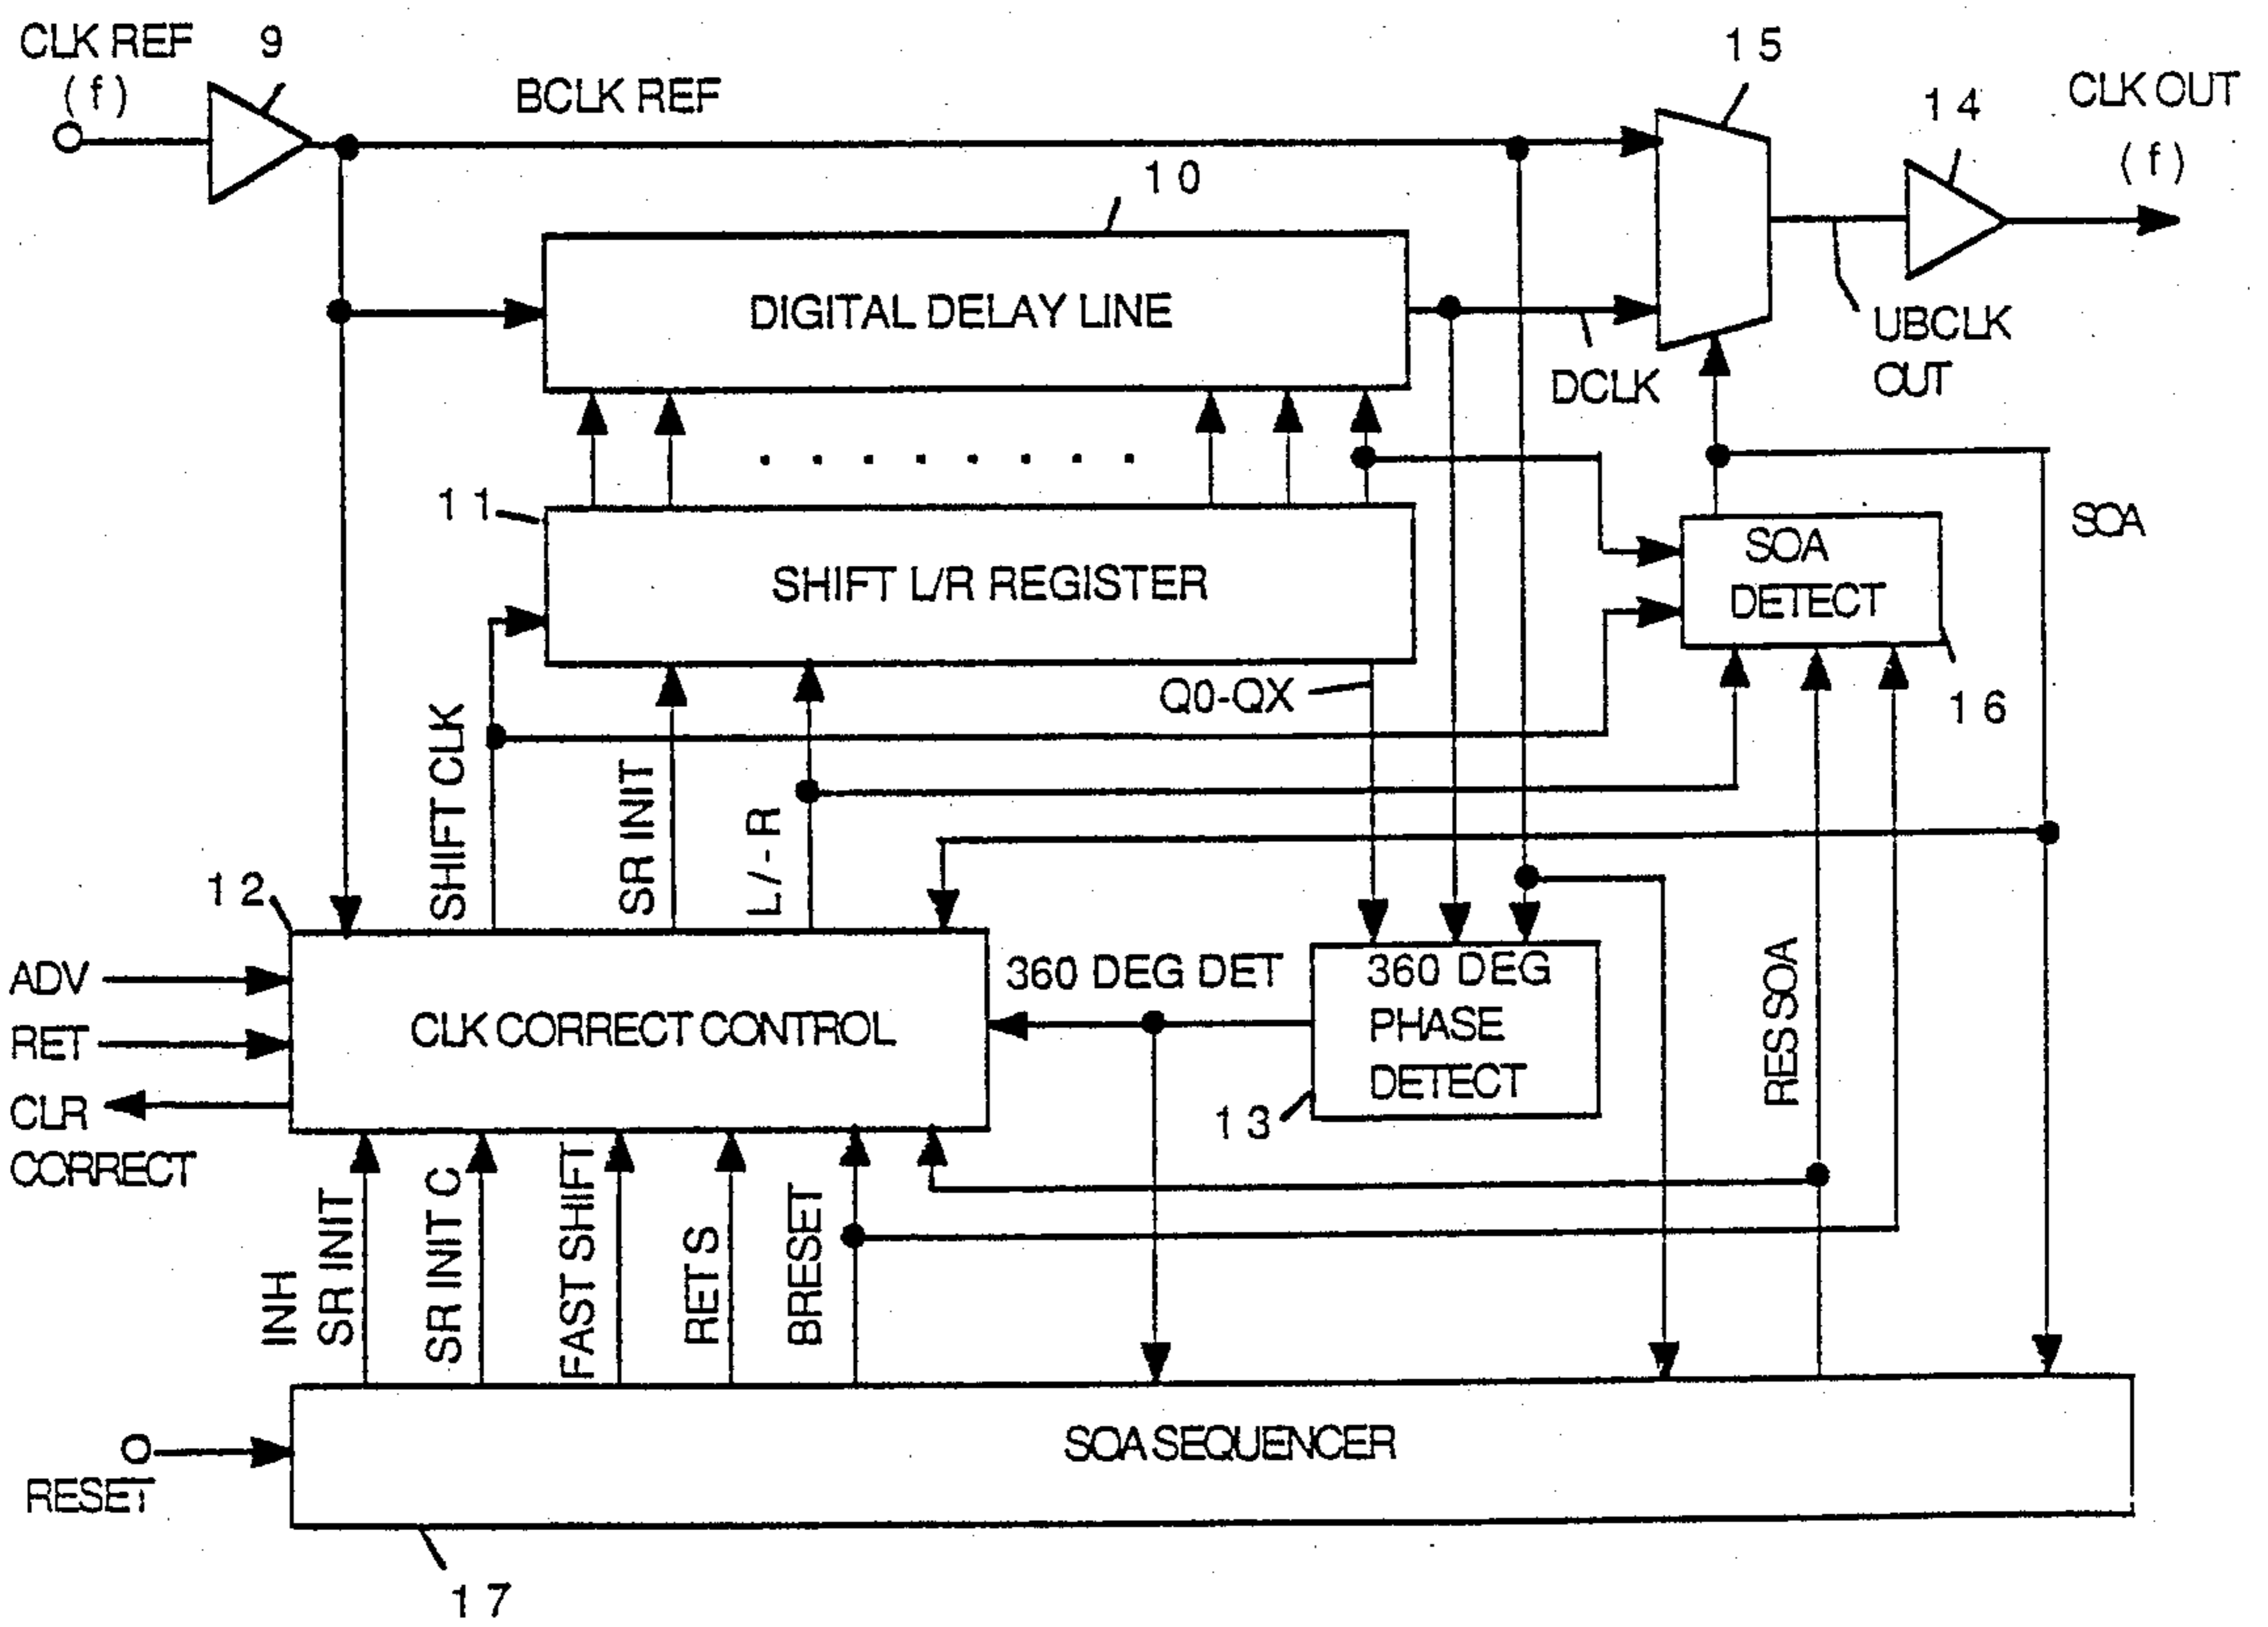 CLK REF
(f)
9
BCLK REF
15
14
CLK OUT
(f)
10
DIGITAL DELAY LINE
DCLK
UBCLK
OUT
11
SHIFT L/R REGISTER
SOA
DETECT
SOA
Q0-QX
16
SHIFT CLK
SR INIT
L/-R
12
ADV
RET
CLR
CORRECT
CLK CORRECT CONTROL
360 DEG DET
360 DEG
PHASE
DETECT
13
RES SOA
INH
SR INIT
SR INIT C
FAST SHIFT
RET S
BRESET
RESET
SOA SEQUENCER
17